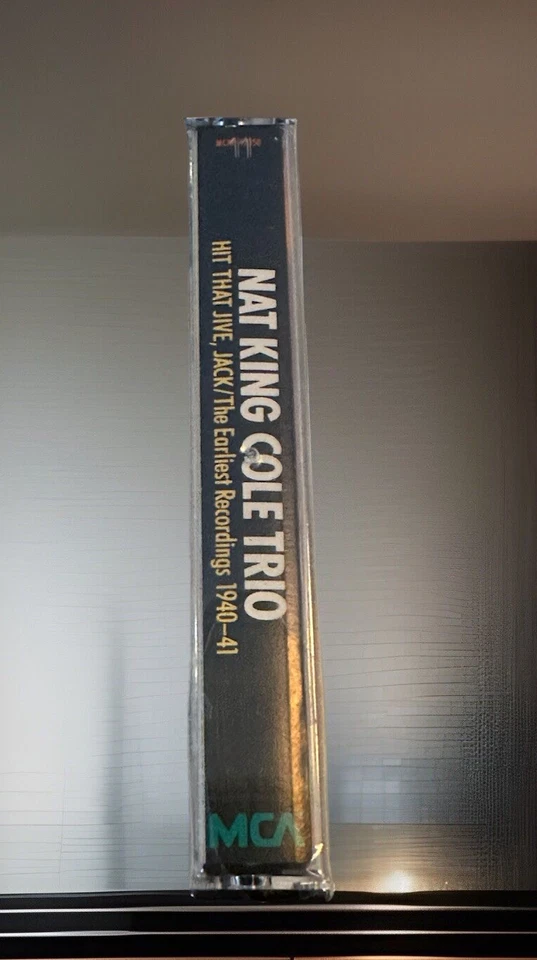 NAT KING COLE TRIO
HIT THAT JIVE, JACK/The Earliest Recordings 1940–41
MCA